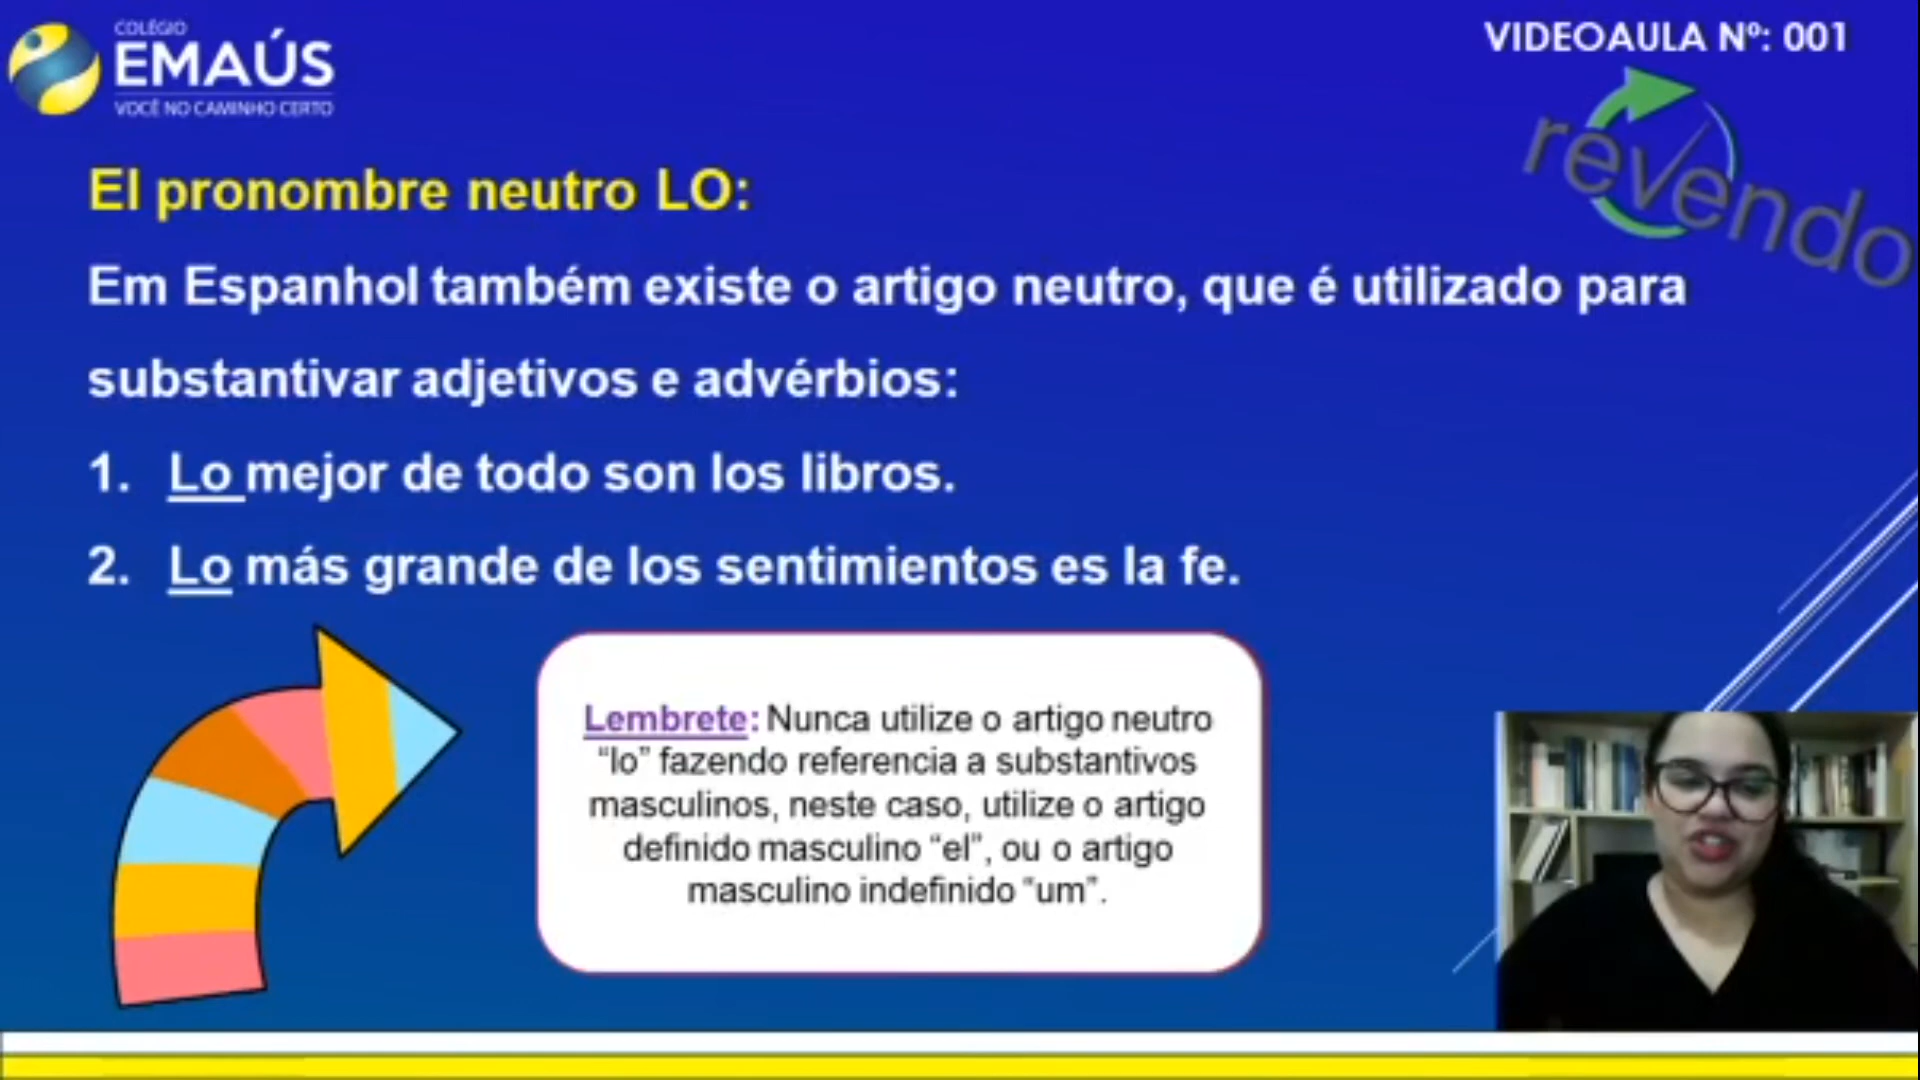 COLÉGIO
EMAÚS
VOCÊ NO CAMINHO CERTO
VIDEOAULA Nº: 001
revendo
El pronombre neutro LO:
Em Espanhol também existe o artigo neutro, que é utilizado para
substantivar adjetivos e advérbios:
1. Lo mejor de todo son los libros.
2. Lo más grande de los sentimientos es la fe.
Lembrete: Nunca utilize o artigo neutro
“lo” fazendo referencia a substantivos
masculinos, neste caso, utilize o artigo
definido masculino “el”, ou o artigo
masculino indefinido “um”.